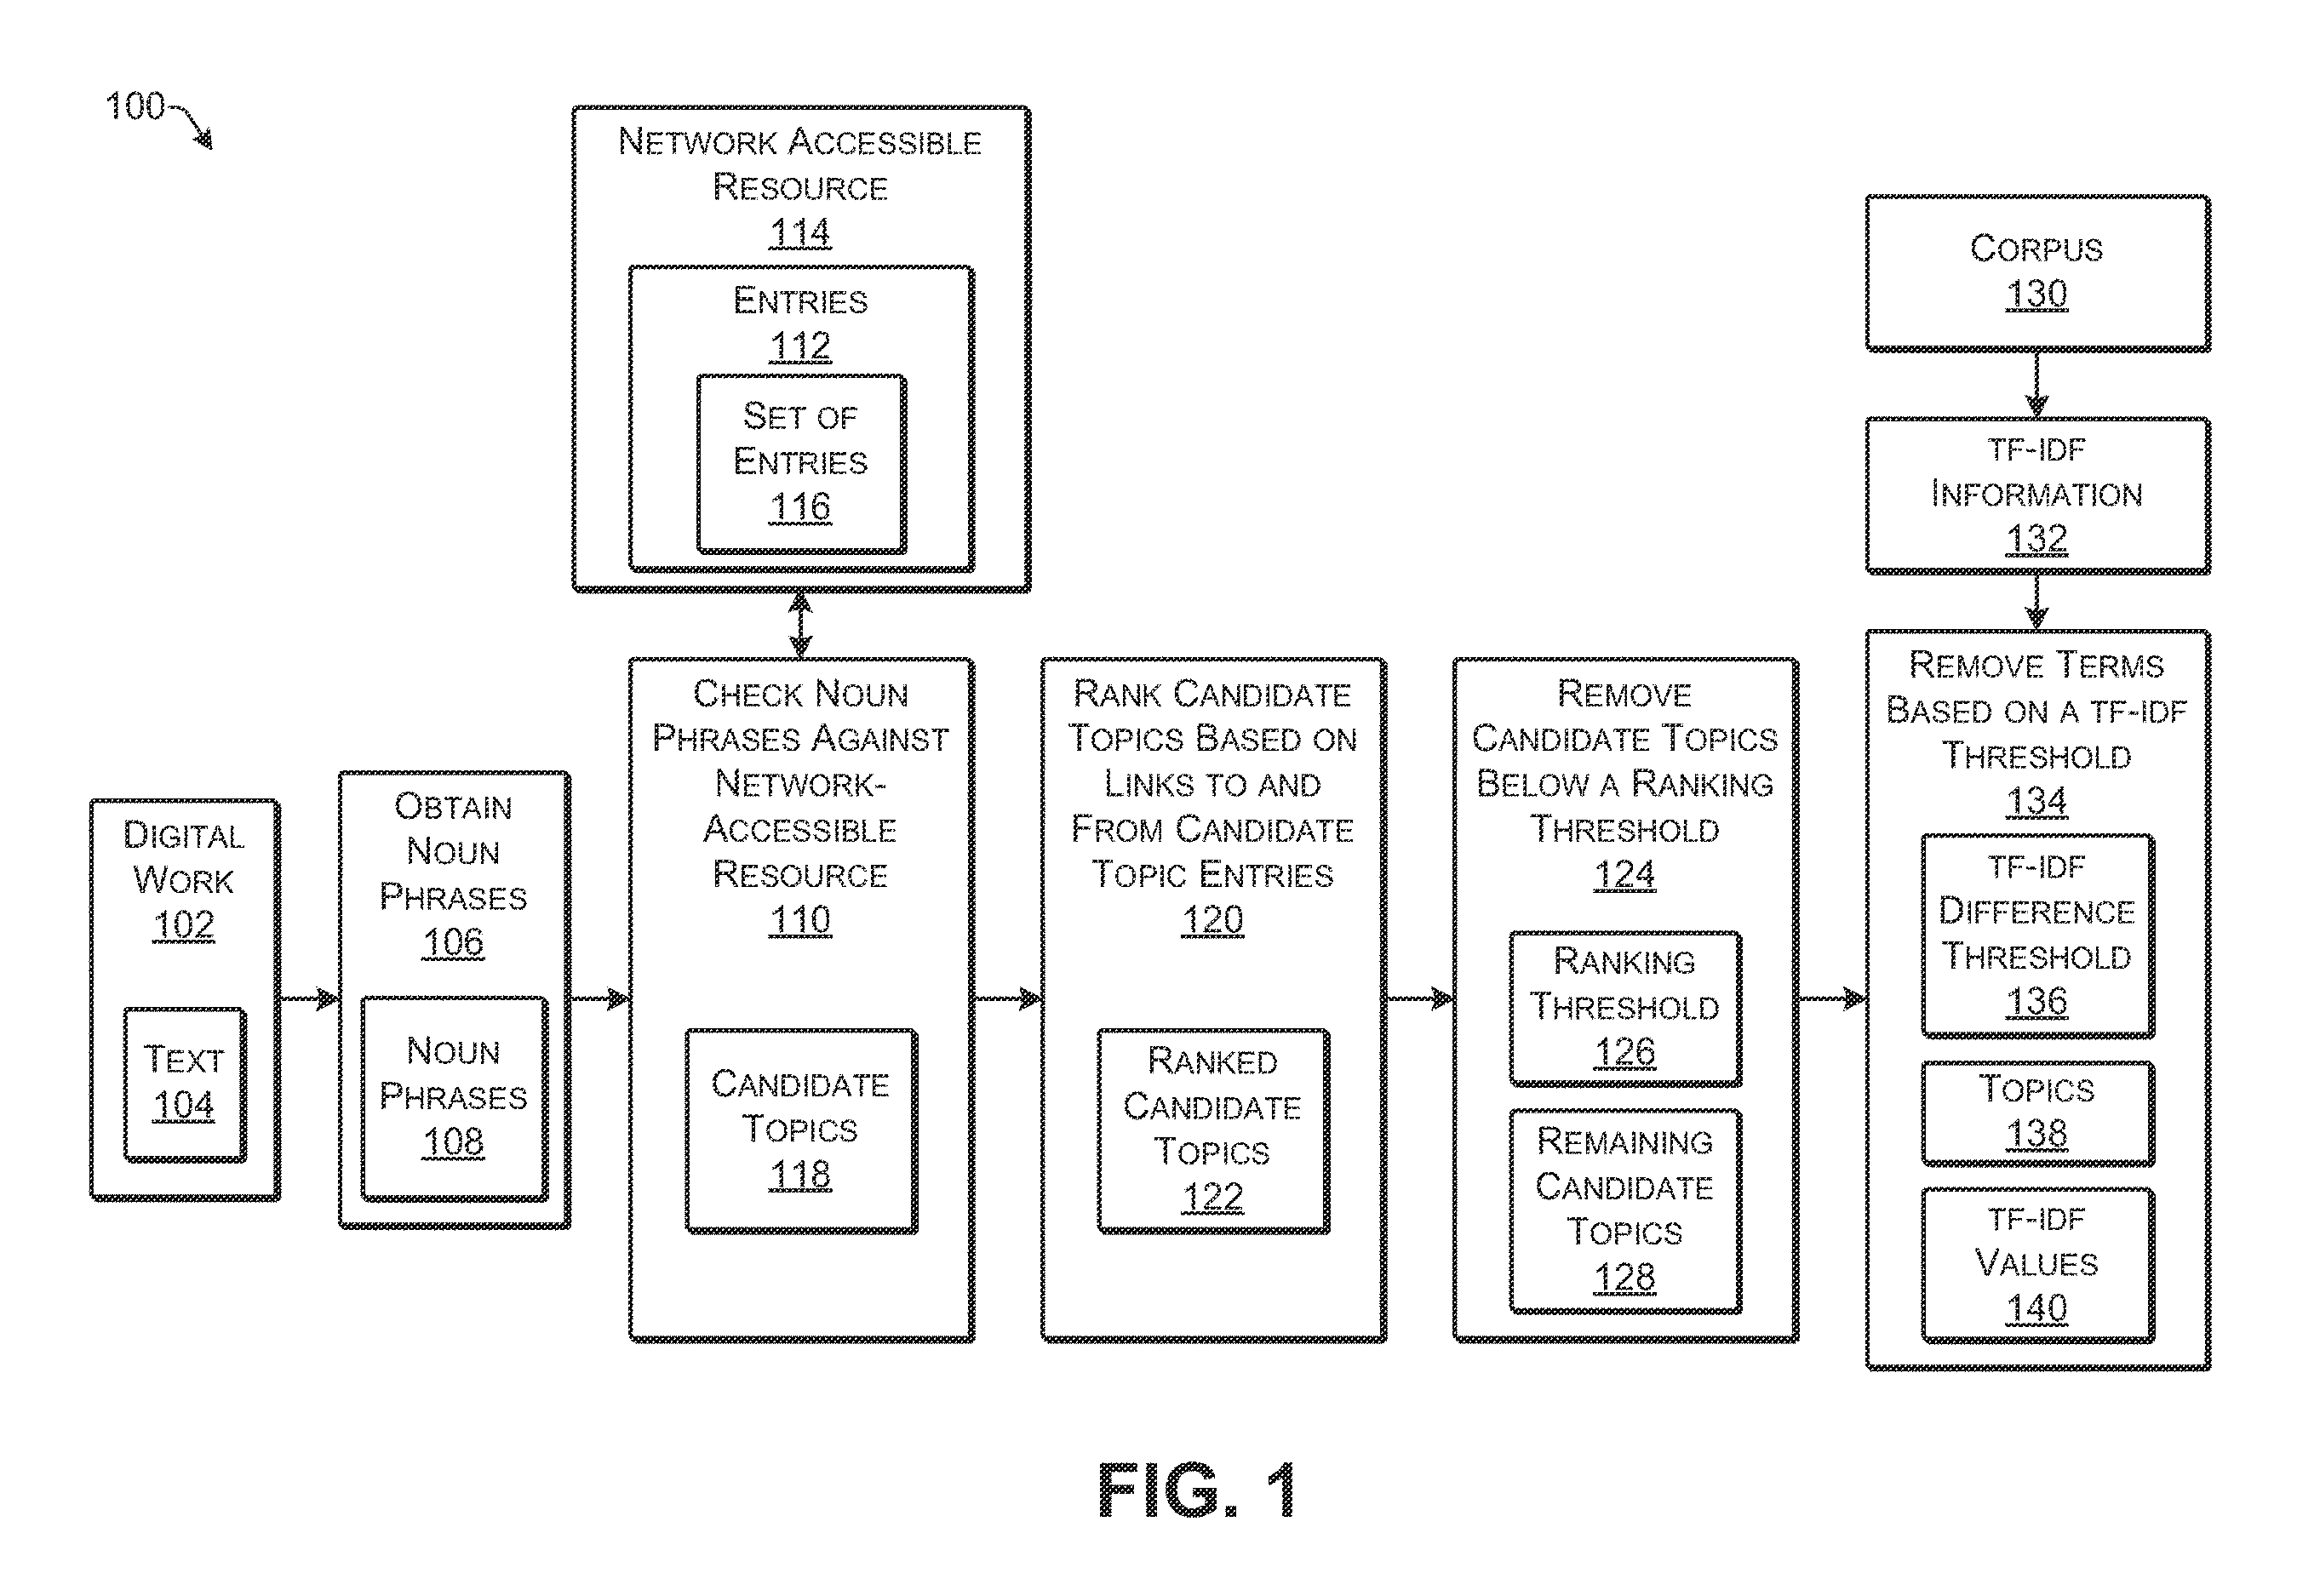 100
NETWORK ACCESSIBLE
RESOURCE
114
ENTRIES
112
SET OF
ENTRIES
116
CORPUS
130
TF-IDF
INFORMATION
132
DIGITAL
WORK
102
TEXT
104
OBTAIN
NOUN
PHRASES
106
NOUN
PHRASES
108
CHECK NOUN
PHRASES AGAINST
NETWORK-
ACCESSIBLE
RESOURCE
110
CANDIDATE
TOPICS
118
RANK CANDIDATE
TOPICS BASED ON
LINKS TO AND
FROM CANDIDATE
TOPIC ENTRIES
120
RANKED
CANDIDATE
TOPICS
122
REMOVE
CANDIDATE TOPICS
BELOW A RANKING
THRESHOLD
124
RANKING
THRESHOLD
126
REMAINING
CANDIDATE
TOPICS
128
REMOVE TERMS
BASED ON A TF-IDF
THRESHOLD
134
TF-IDF
DIFFERENCE
THRESHOLD
136
TOPICS
138
TF-IDF
VALUES
140
FIG. 1